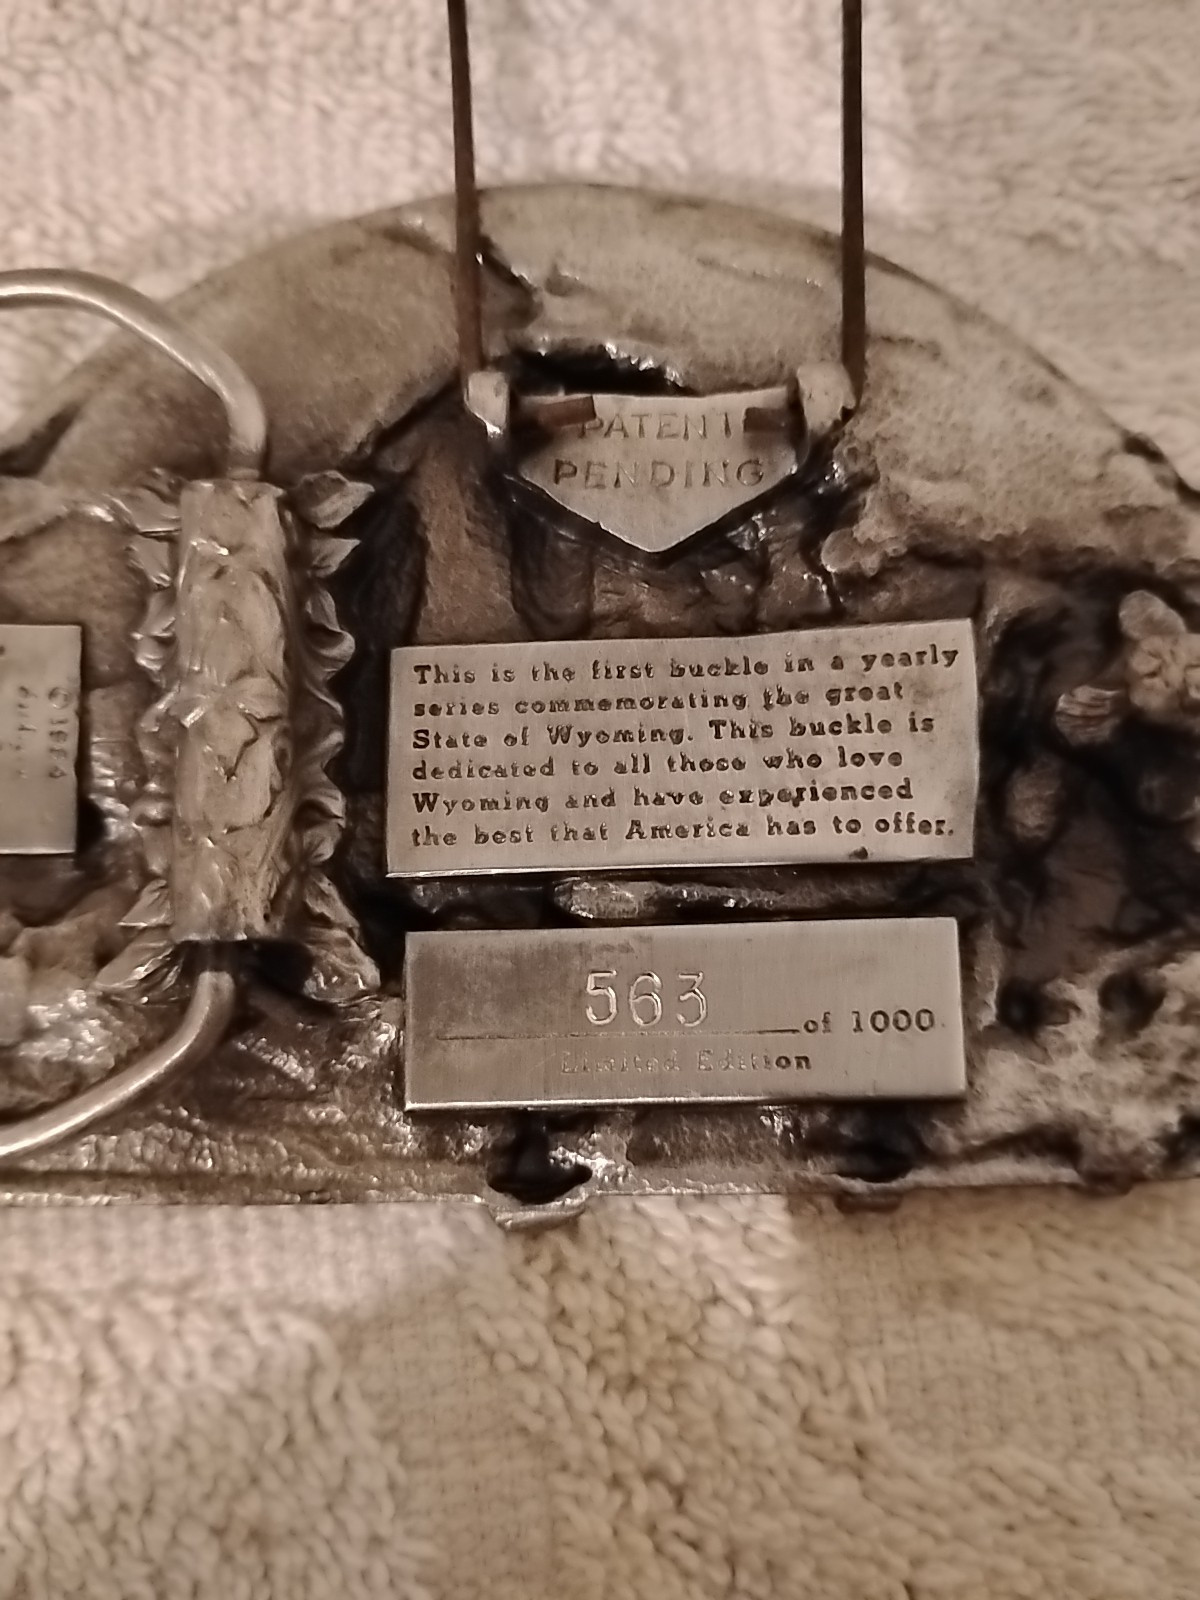 PATENT
PENDING
This is the first buckle in a yearly
series commemorating the great
State of Wyoming. This buckle is
dedicated to all those who love
Wyoming and have experienced
the best that America has to offer.
563 of 1000
Limited Edition